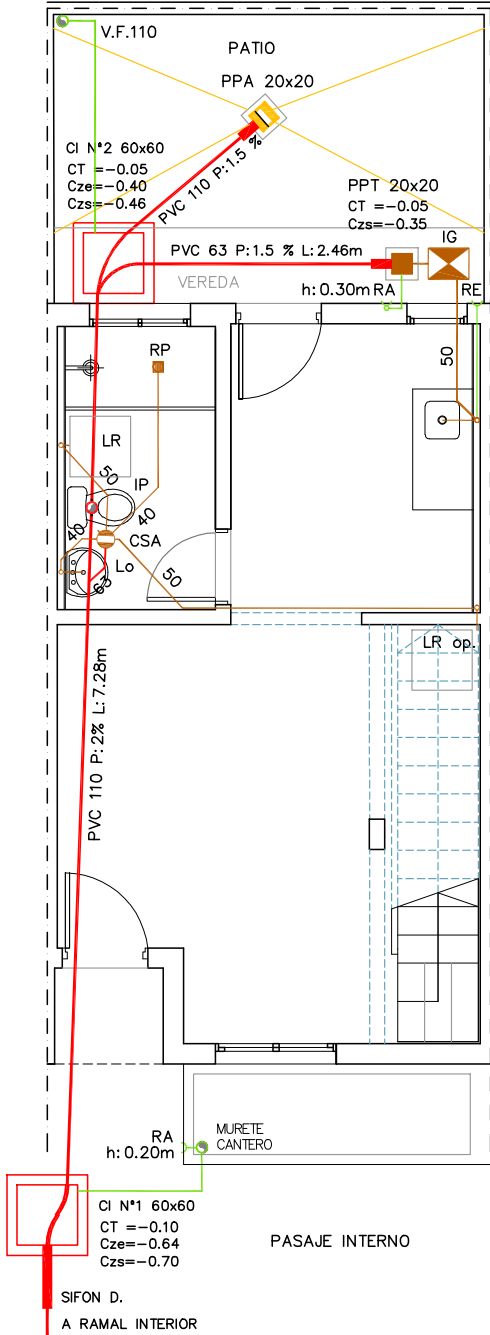 V.F.110
PATIO
PPA 20x20
CI N°2 60x60
CT =-0.05
Cze=-0.40
Czs=-0.46
PVC 110 P:1.5 %
PPT 20x20
CT =-0.05
Czs=-0.35
IG
PVC 63 P:1.5 % L:2.46m
VEREDA
h:0.30m RA
RE
RP
50
LR
50
IP
40
40
CSA
Lo
63
50
LR op.
PVC 110 P:2% L:7.28m
RA
h:0.20m
MURETE
CANTERO
CI N°1 60x60
CT =-0.10
Cze=-0.64
Czs=-0.70
PASAJE INTERNO
SIFON D.
A RAMAL INTERIOR